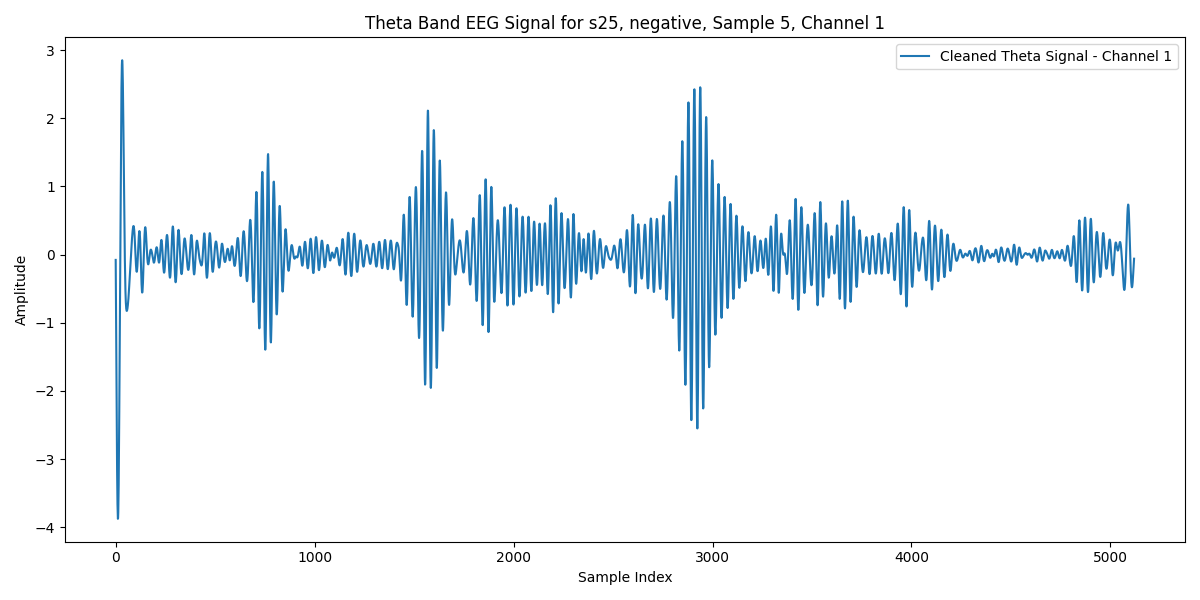 Theta Band EEG Signal for s25, negative, Sample 5, Channel 1
Cleaned Theta Signal - Channel 1
3
2
1
0
−1
−2
−3
−4
Amplitude
0 1000 2000 3000 4000 5000
Sample Index